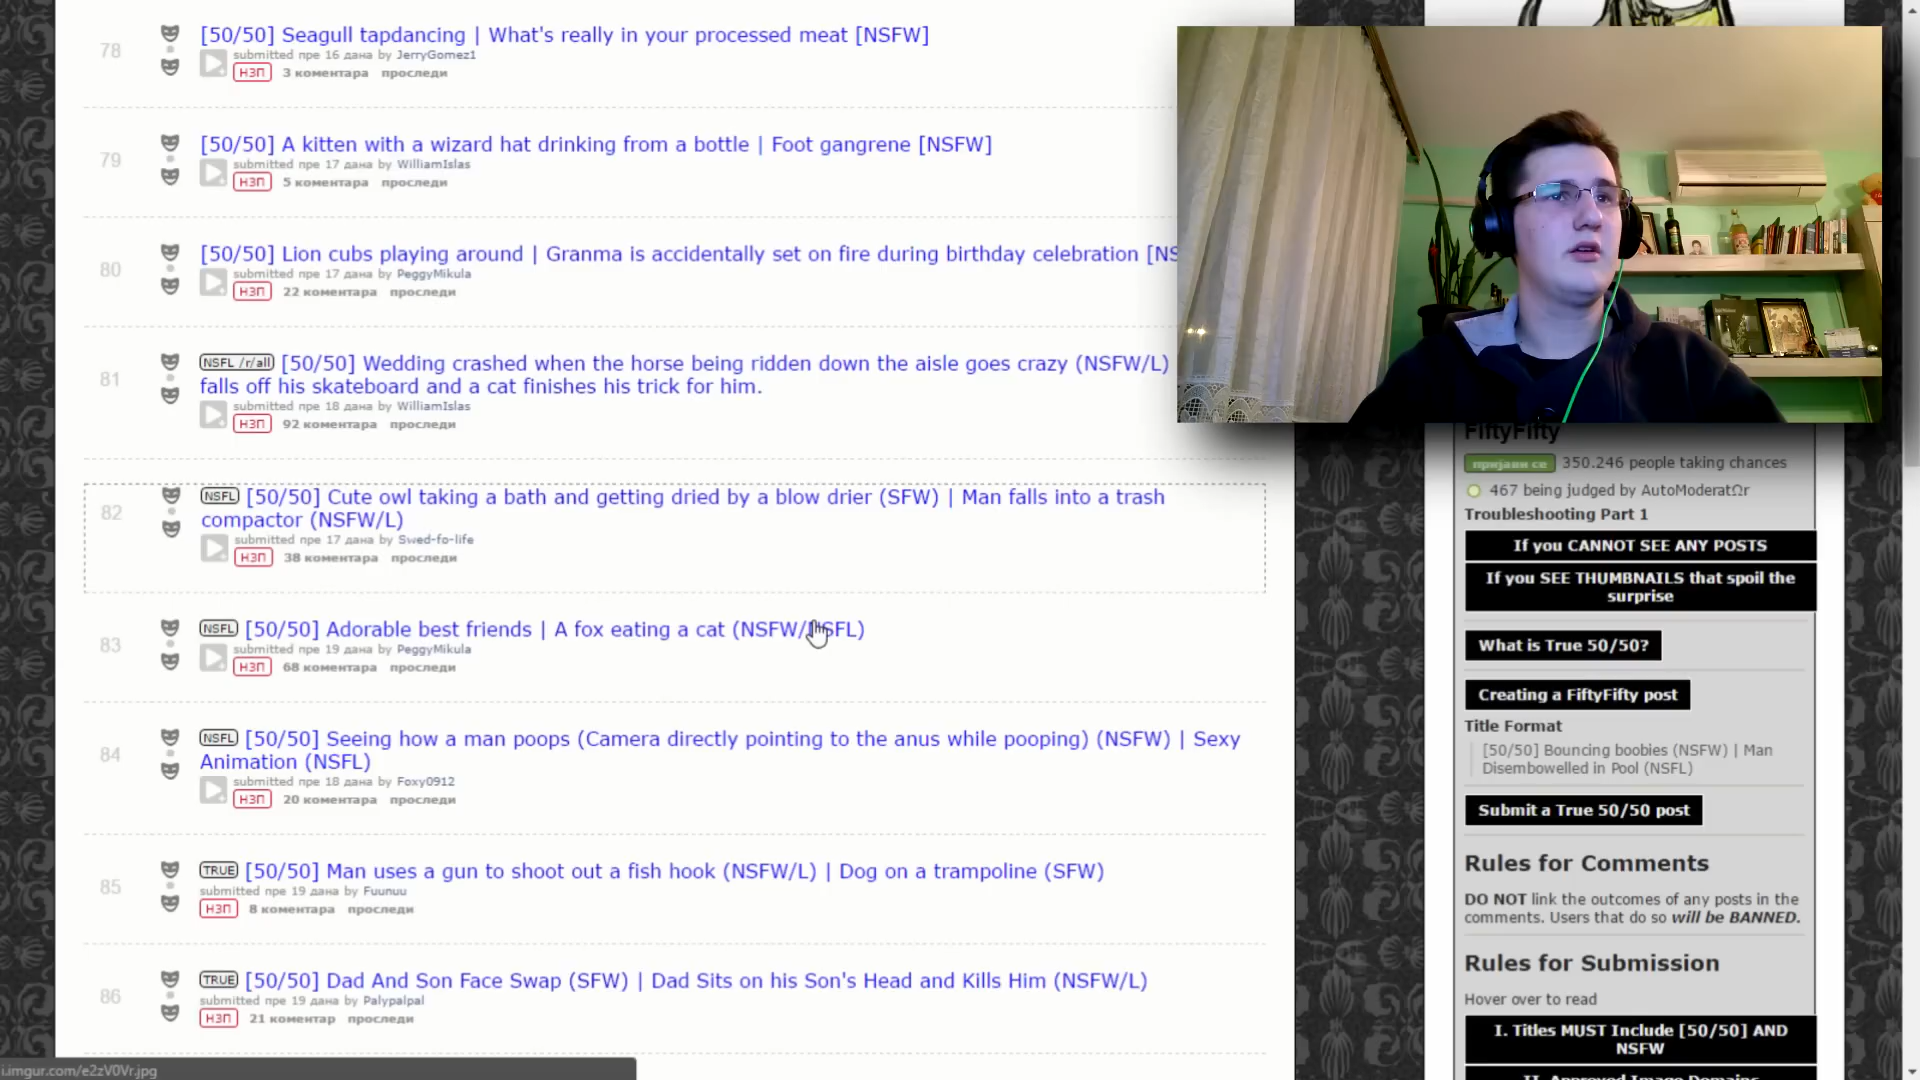 78
[50/50] Seagull tapdancing | What's really in your processed meat [NSFW]
submitted пре 16 дана by JerryGomez1
НЗП 3 коментара проследи
79
[50/50] A kitten with a wizard hat drinking from a bottle | Foot gangrene [NSFW]
submitted пре 17 дана by WilliamIslas
НЗП 5 коментара проследи
80
[50/50] Lion cubs playing around | Granma is accidentally set on fire during birthday celebration [NS
submitted пре 17 дана by PeggyMikula
НЗП 22 коментара проследи
81
NSFL /r/all [50/50] Wedding crashed when the horse being ridden down the aisle goes crazy (NSFW/L)
falls off his skateboard and a cat finishes his trick for him.
submitted пре 18 дана by WilliamIslas
НЗП 92 коментара проследи
82
NSFL [50/50] Cute owl taking a bath and getting dried by a blow drier (SFW) | Man falls into a trash
compactor (NSFW/L)
submitted пре 17 дана by Swed-fo-life
НЗП 38 коментара проследи
83
NSFL [50/50] Adorable best friends | A fox eating a cat (NSFW/NSFL)
submitted пре 19 дана by PeggyMikula
НЗП 68 коментара проследи
84
NSFL [50/50] Seeing how a man poops (Camera directly pointing to the anus while pooping) (NSFW) | Sexy
Animation (NSFL)
submitted пре 18 дана by Foxy0912
НЗП 20 коментара проследи
85
TRUE [50/50] Man uses a gun to shoot out a fish hook (NSFW/L) | Dog on a trampoline (SFW)
submitted пре 19 дана by Fuunuu
НЗП 8 коментара проследи
86
TRUE [50/50] Dad And Son Face Swap (SFW) | Dad Sits on his Son's Head and Kills Him (NSFW/L)
submitted пре 19 дана by Palypalpal
НЗП 21 коментар проследи
i.imgur.com/e2zV0Vr.jpg
FiftyFifty
пријави се 350.246 people taking chances
467 being judged by AutoModeratΩr
Troubleshooting Part 1
If you CANNOT SEE ANY POSTS
If you SEE THUMBNAILS that spoil the
surprise
What is True 50/50?
Creating a FiftyFifty post
Title Format
[50/50] Bouncing boobies (NSFW) | Man
Disembowelled in Pool (NSFL)
Submit a True 50/50 post
Rules for Comments
DO NOT link the outcomes of any posts in the
comments. Users that do so will be BANNED.
Rules for Submission
Hover over to read
I. Titles MUST Include [50/50] AND
NSFW
II. Approved Image Domains